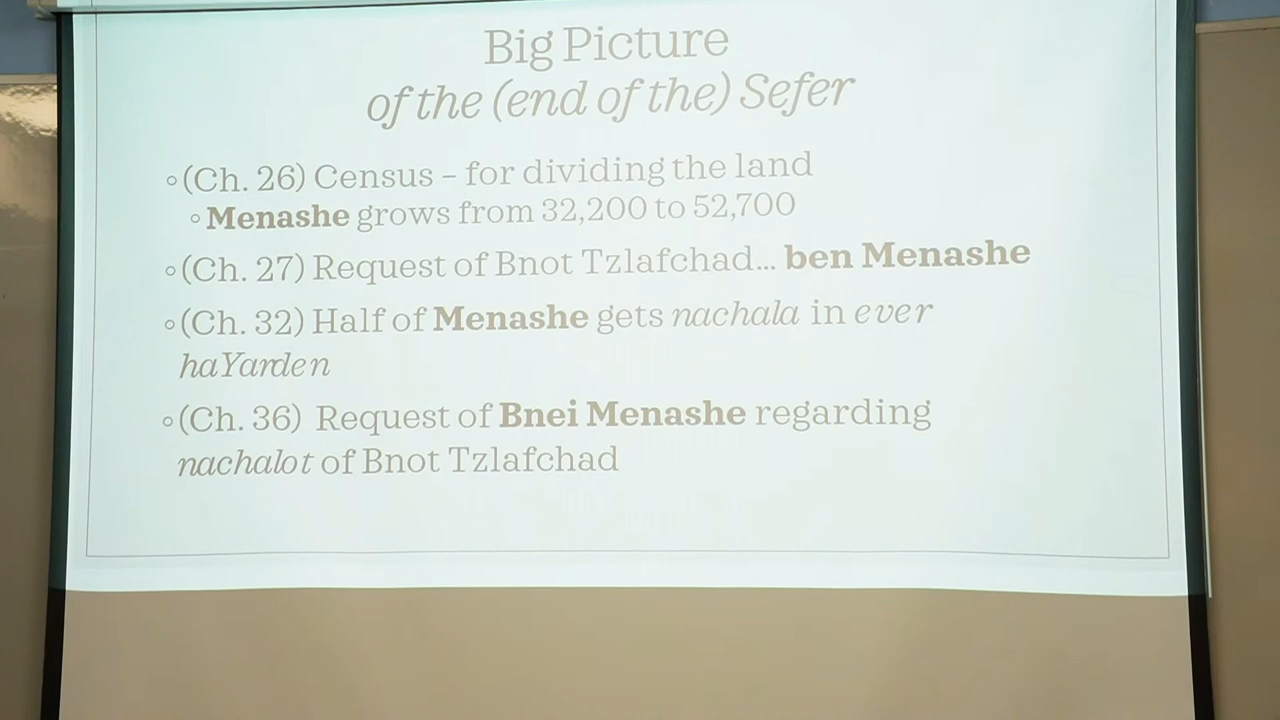 Big Picture
of the (end of the) Sefer
◦(Ch. 26) Census – for dividing the land
◦Menashe grows from 32,200 to 52,700
◦(Ch. 27) Request of Bnot Tzlafchad... ben Menashe
◦(Ch. 32) Half of Menashe gets nachala in ever
haYarden
◦(Ch. 36) Request of Bnei Menashe regarding
nachalot of Bnot Tzlafchad